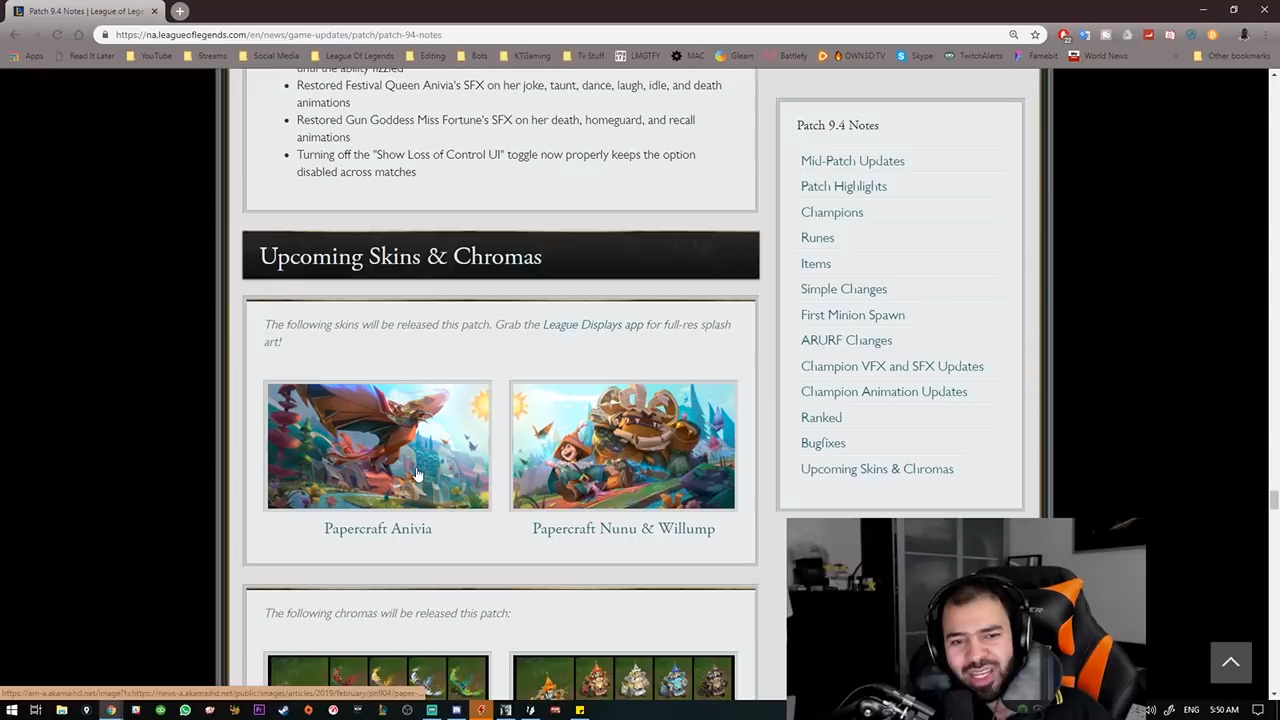 Patch 9.4 Notes | League of Leg
https://na.leagueoflegends.com/en/news/game-updates/patch/patch-94-notes
Apps
Read It Later
YouTube
Streams
Social Media
League Of Legends
Editing
Bots
KTGaming
Tv Stuff
LMGTFY
MAC
Gleam
Battlefy
OWN3D:TV
Skype
TwitchAlerts
Famebit
World News
Other bookmarks
until the ability fizzled
• Restored Festival Queen Anivia's SFX on her joke, taunt, dance, laugh, idle, and death
animations
• Restored Gun Goddess Miss Fortune's SFX on her death, homeguard, and recall
animations
• Turning off the "Show Loss of Control UI" toggle now properly keeps the option
disabled across matches
Upcoming Skins & Chromas
The following skins will be released this patch. Grab the League Displays app for full-res splash
art!
Papercraft Anivia
Papercraft Nunu & Willump
The following chromas will be released this patch:
Patch 9.4 Notes
Mid-Patch Updates
Patch Highlights
Champions
Runes
Items
Simple Changes
First Minion Spawn
ARURF Changes
Champion VFX and SFX Updates
Champion Animation Updates
Ranked
Bugfixes
Upcoming Skins & Chromas
https://am-a.akamaihd.net/image?f=https://news-a.akamaihd.net/public/images/articles/2019/february/pn904/paper-...
5:50 AM